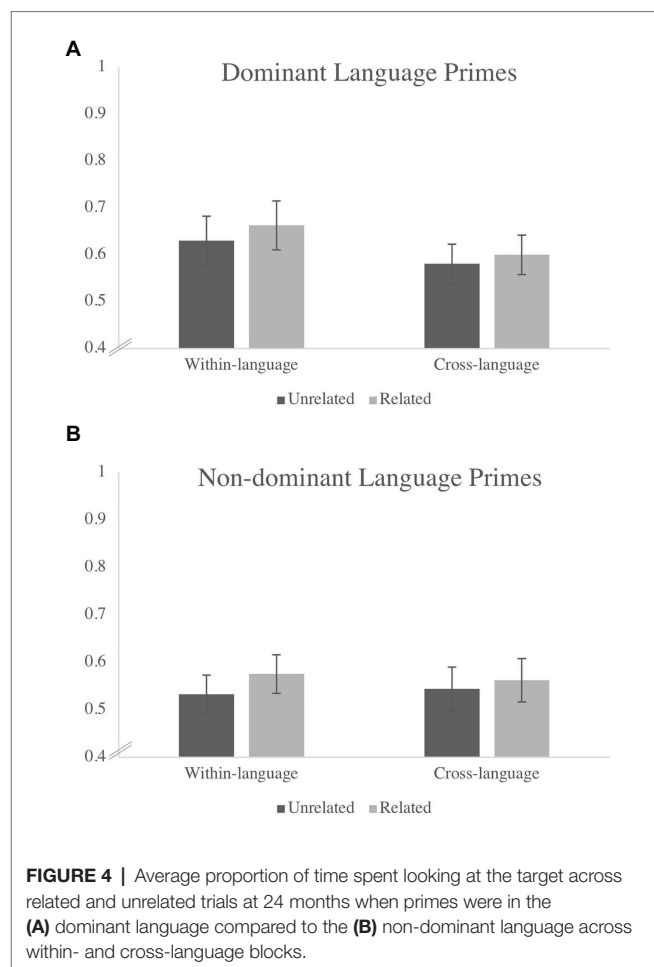 A
Dominant Language Primes
1
0.9
0.8
0.7
0.6
0.5
0.4
Within-language Cross-language
Unrelated Related
B
Non-dominant Language Primes
1
0.9
0.8
0.7
0.6
0.5
0.4
Within-language Cross-language
Unrelated Related
FIGURE 4 | Average proportion of time spent looking at the target across
related and unrelated trials at 24 months when primes were in the
(A) dominant language compared to the (B) non-dominant language across
within- and cross-language blocks.